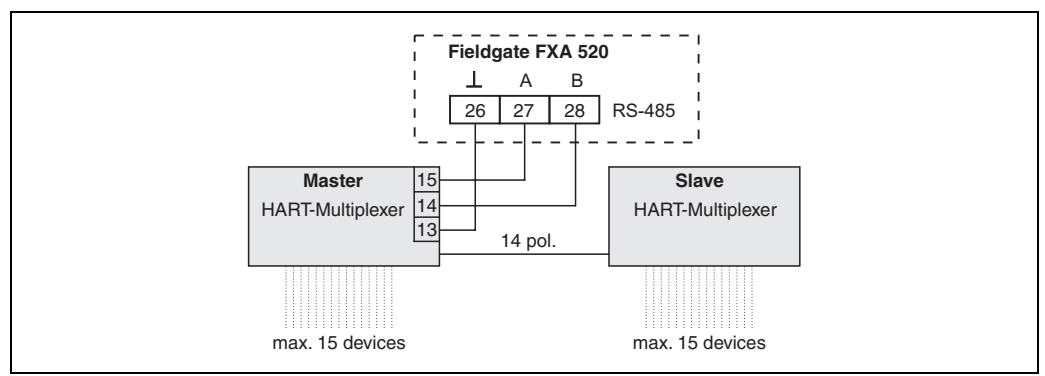 Fieldgate FXA 520
⊥ A B
26 27 28 RS-485
Master
HART-Multiplexer
15
14
13
Slave
HART-Multiplexer
14 pol.
max. 15 devices
max. 15 devices